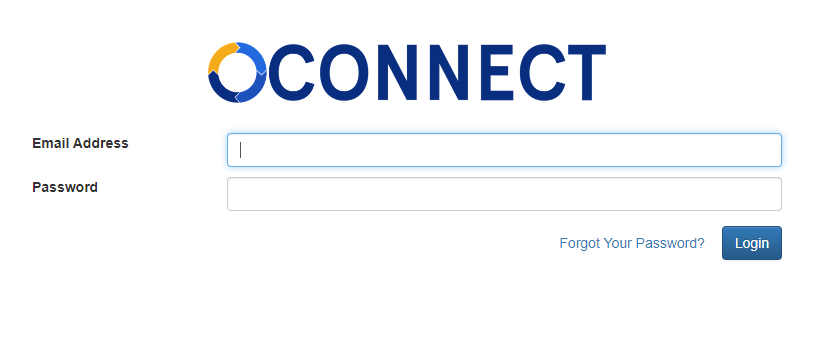 CONNECT
Email Address
Password
Forgot Your Password?
Login